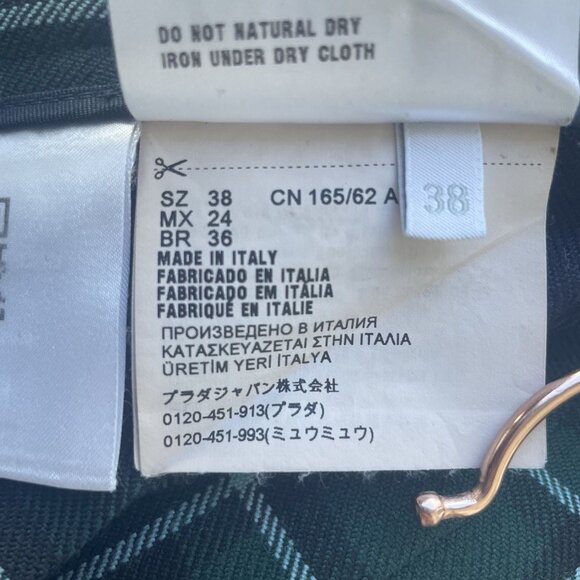 DO NOT NATURAL DRY
IRON UNDER DRY CLOTH
SZ 38 CN 165/62 A
MX 24
BR 36
38
MADE IN ITALY
FABRICADO EN ITALIA
FABRICADO EM ITÁLIA
FABRIQUÉ EN ITALIE
ПРОИЗВЕДЕНО В ИТАЛИЯ
ΚΑΤΑΣΚΕΥΑΖΕΤΑΙ ΣΤΗΝ ΙΤΑΛΙΑ
ÜRETİM YERİ İTALYA
プラダジャパン株式会社
0120-451-913(プラダ)
0120-451-993(ミュウミュウ)